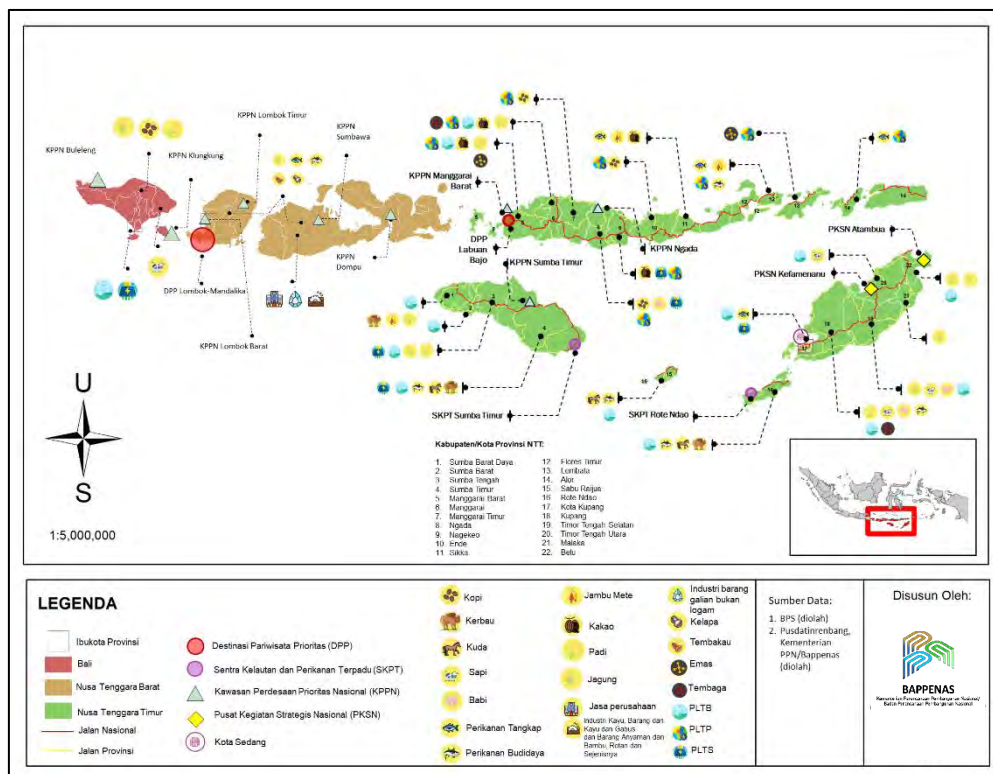 KPPN Lombok Timur
KPPN
Sumbawa
KPPN Buleleng
KPPN Klungkung
KPPN Manggarai
Barat
DPP
Labuan
Bajo
KPPN Ngada
PKSN Atambua
KPPN Sumba Timur
PKSN Kefamenanu
KPPN
Dompu
DPP Lombok-Mandalika
KPPN Lombok Barat
SKPT Sumba Timur
SKPT Rote Ndao
U
S
1:5,000,000
Kabupaten/Kota Provinsi NTT:
1. Sumba Barat Daya
2. Sumba Barat
3. Sumba Tengah
4. Sumba Timur
5 Manggarai Barat
6 Manggarai
7. Manggarai Timur
8. Ngada
9. Nagekeo
10. Ende
11 Sikka
12 Flores Timur
13. Lembata
14. Alor
15. Sabu Raijua
16 Rote Ndao
17. Kota Kupang
18. Kupang
19. Timor Tengah Selatan
20. Timor Tengah Utara
21. Malaka
22. Belu
LEGENDA
Ibukota Provinsi
Bali
Nusa Tenggara Barat
Nusa Tenggara Timur
Jalan Nasional
Jalan Provinsi
Destinasi Pariwisata Prioritas (DPP)
Sentra Kelautan dan Perikanan Terpadu (SKPT)
Kawasan Perdesaan Prioritas Nasional (KPPN)
Pusat Kegiatan Strategis Nasional (PKSN)
Kota Sedang
Kopi
Kerbau
Kuda
Sapi
Babi
Perikanan Tangkap
Perikanan Budidaya
Jambu Mete
Kakao
Padi
Jagung
Jasa perusahaan
Industri Kayu, Barang dan
Kayu dan Gabus
dan Barang Anyaman dan
Bambu, Rotan dan
Sejenisnya
Industri barang
galian bukan
logam
Kelapa
Tembakau
Emas
Tembaga
PLTB
PLTP
PLTS
Sumber Data:
1. BPS (diolah)
2. Pusdatinrenbang,
Kementerian
PPN/Bappenas
(diolah)
Disusun Oleh:
BAPPENAS
Kementerian Perencanaan Pembangunan Nasional/
Badan Perencanaan Pembangunan Nasional